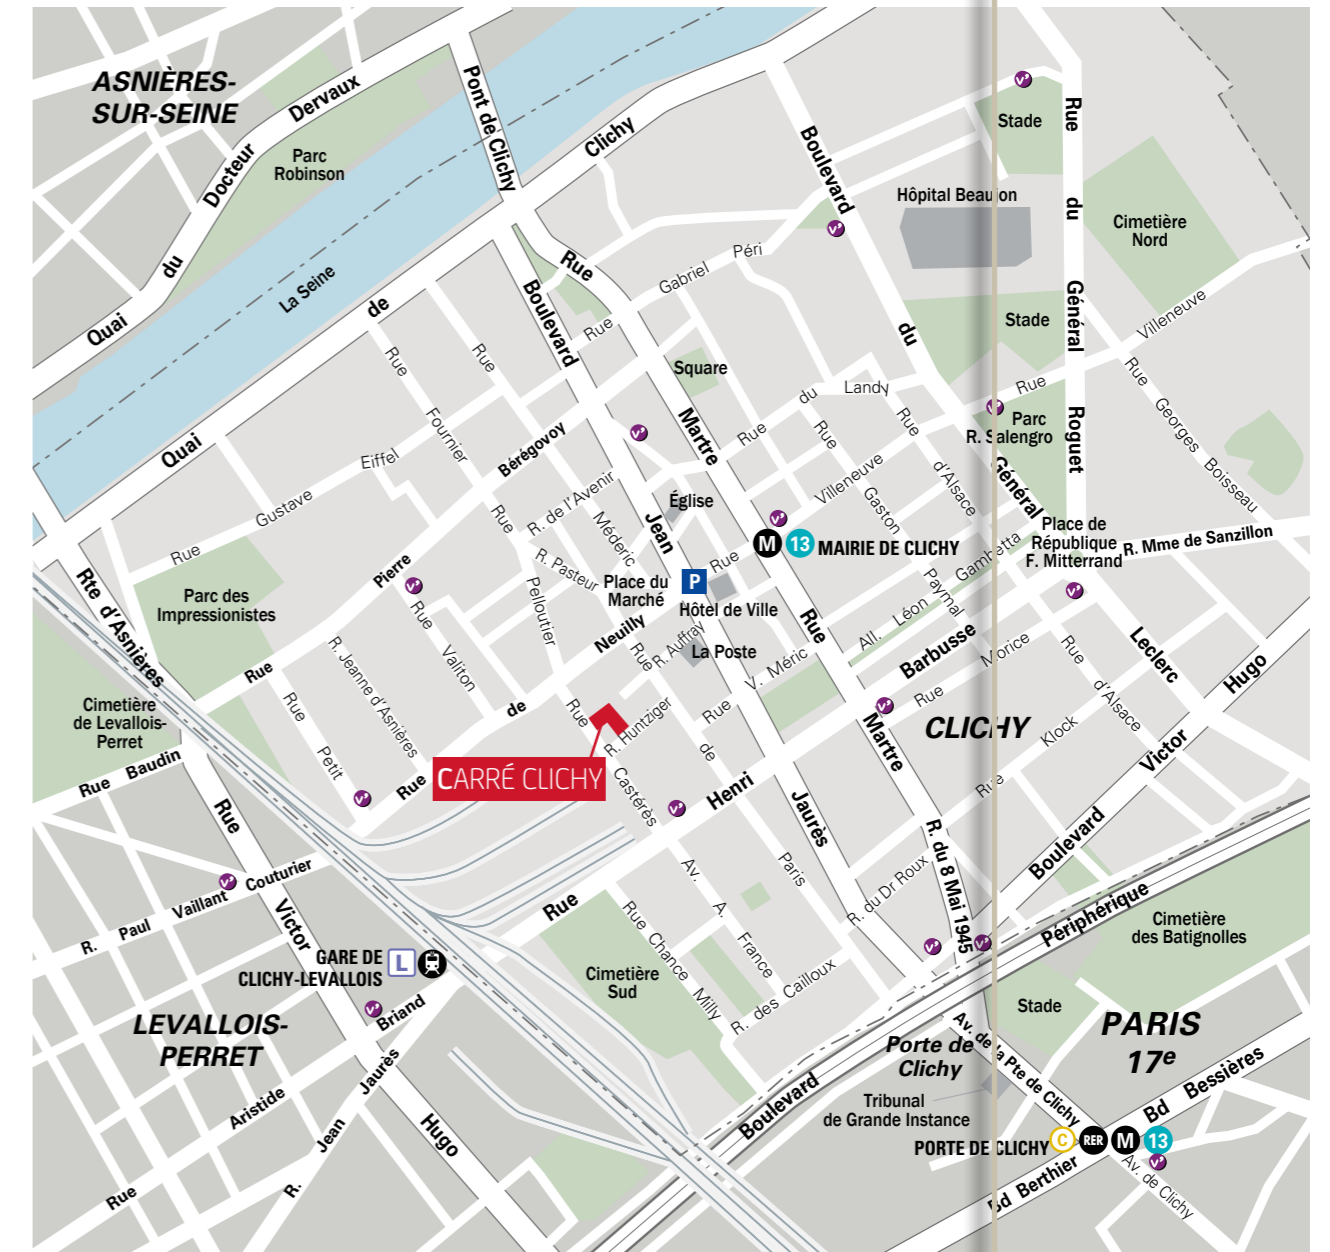 ASNIÈRES-
SUR-SEINE
Quai du Docteur Dervaux
Parc
Robinson
La Seine
Pont de Clichy
Quai de Clichy
Boulevard du Général Leclerc
Hôpital Beaujon
Stade
Rue du Général Roguet
Cimetière
Nord
Stade
Rue Villeneuve
Rue Georges Boisseau
Parc
R. Salengro
Rue Martre
Boulevard Jean Jaurès
Rue Gabriel Péri
Square
Rue du Landy
Rue d'Alsace
Rue Gaston Paymal
Villeneuve
Rue Fournier
Rue
Rue Gustave Eiffel
Rue Pierre Bérégovoy
R. de l'Avenir
Médéric
R. Pasteur
Rue Pelloutier
Église
Place du
Marché
P
Rue
Hôtel de Ville
M 13 MAIRIE DE CLICHY
Place de
République
F. Mitterrand
R. Mme de Sanzillon
All. Léon Gambetta
La Poste
R. Auffray
Rue V. Méric
Rue Henri Barbusse
Rue Morice
CLICHY
Rue d'Alsace
Rue Klock
Boulevard Victor Hugo
Parc des
Impressionistes
Rte d'Asnières
Cimetière
de Levallois-
Perret
Rue Baudin
Rue Petit
R. Jeanne d'Asnières
Rue Valiton
Rue de Neuilly
CARRÉ CLICHY
R. Huntziger
Rue Castérès
Rue de Paris
Rue Martre
R. du 8 Mai 1945
R. du Dr Roux
Av. A. France
Rue Chance Milly
R. des Cailloux
Cimetière
Sud
Rue Victor Hugo
R. Paul Vaillant Couturier
GARE DE
CLICHY-LEVALLOIS
L
LEVALLOIS-
PERRET
Rue Aristide Briand
R. Jean Jaurès
Boulevard Périphérique
Cimetière
des Batignolles
Stade
PARIS
17e
Porte de
Clichy
Av. de la Pte de Clichy
Tribunal
de Grande Instance
PORTE DE CLICHY C RER M 13
Bd Bessières
Bd Berthier
Av. de Clichy